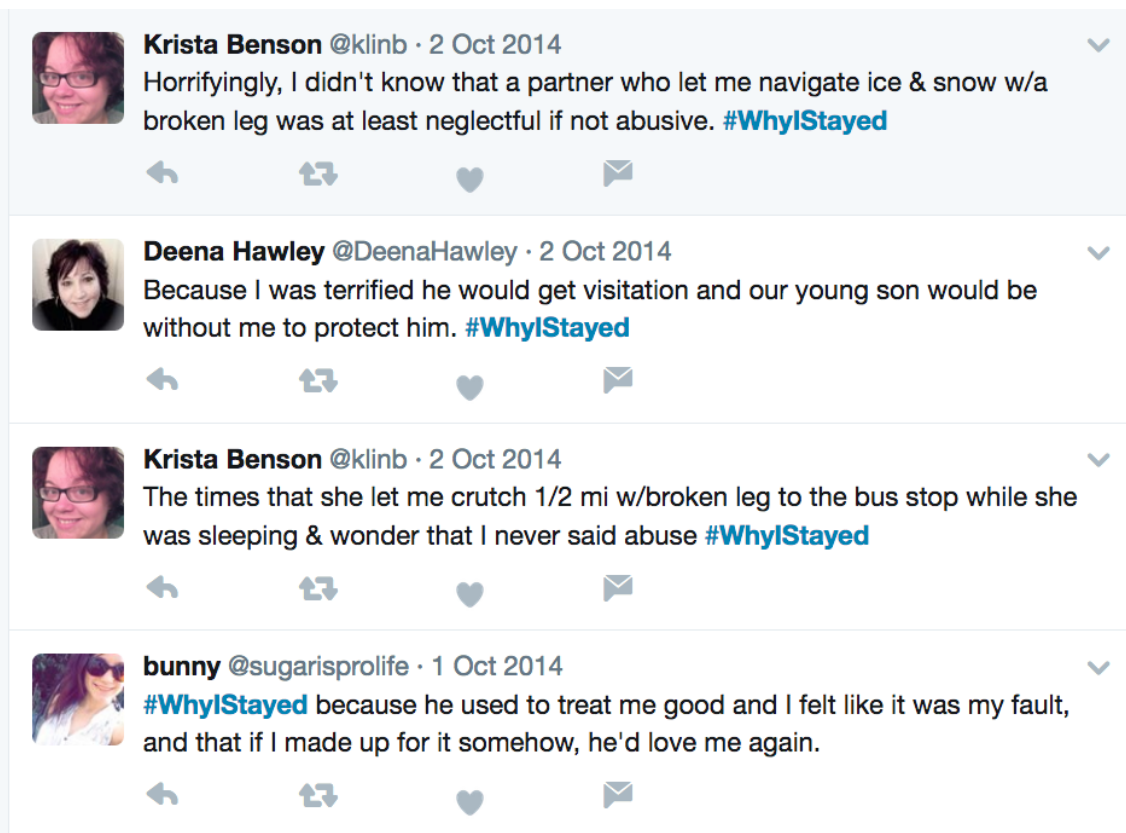 Krista Benson @klinb · 2 Oct 2014
Horrifyingly, I didn't know that a partner who let me navigate ice & snow w/a
broken leg was at least neglectful if not abusive. #WhyIStayed
Deena Hawley @DeenaHawley · 2 Oct 2014
Because I was terrified he would get visitation and our young son would be
without me to protect him. #WhyIStayed
Krista Benson @klinb · 2 Oct 2014
The times that she let me crutch 1/2 mi w/broken leg to the bus stop while she
was sleeping & wonder that I never said abuse #WhyIStayed
bunny @sugarisprolife · 1 Oct 2014
#WhyIStayed because he used to treat me good and I felt like it was my fault,
and that if I made up for it somehow, he'd love me again.